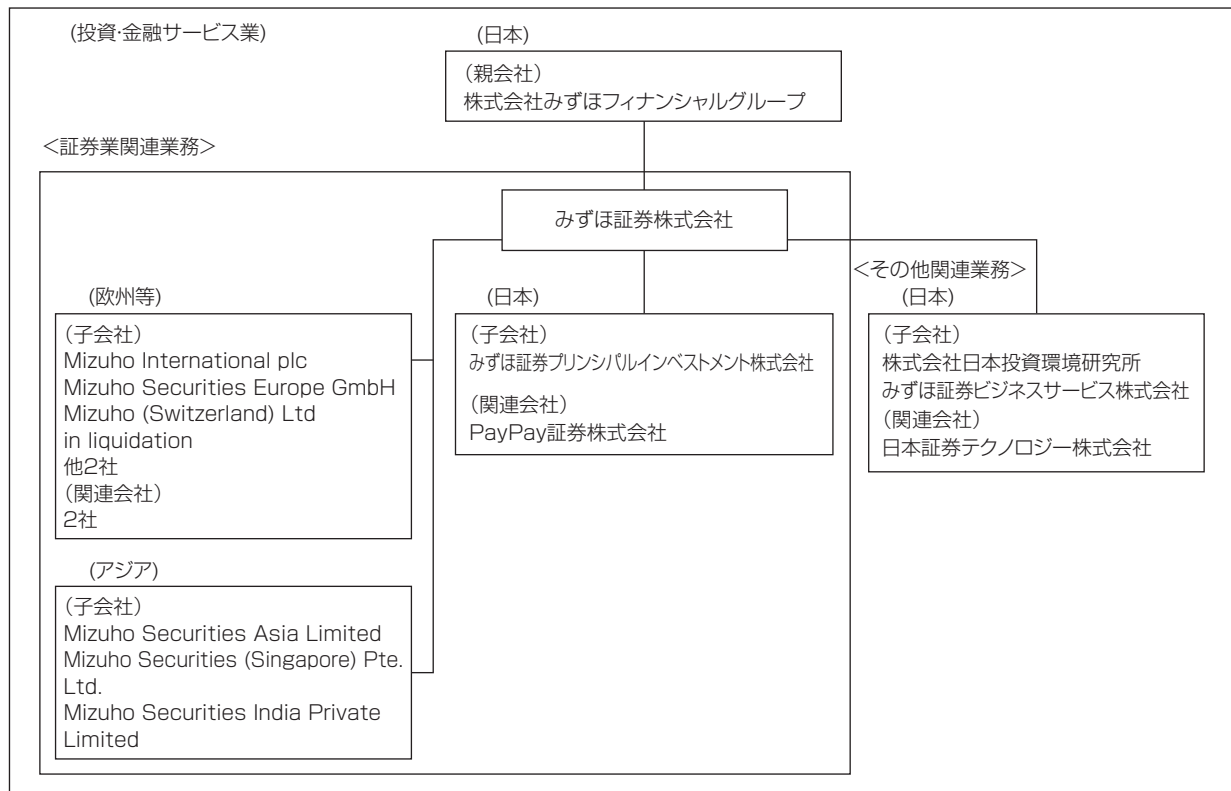 (投資･金融サービス業)
(日本)
（親会社）
株式会社みずほフィナンシャルグループ
＜証券業関連業務＞
みずほ証券株式会社
(欧州等)
（子会社）
Mizuho International plc
Mizuho Securities Europe GmbH
Mizuho (Switzerland) Ltd
in liquidation
他2社
（関連会社）
2社
(日本)
（子会社）
みずほ証券プリンシパルインベストメント株式会社
（関連会社）
PayPay証券株式会社
＜その他関連業務＞
(日本)
（子会社）
株式会社日本投資環境研究所
みずほ証券ビジネスサービス株式会社
（関連会社）
日本証券テクノロジー株式会社
(アジア)
（子会社）
Mizuho Securities Asia Limited
Mizuho Securities (Singapore) Pte.
Ltd.
Mizuho Securities India Private
Limited